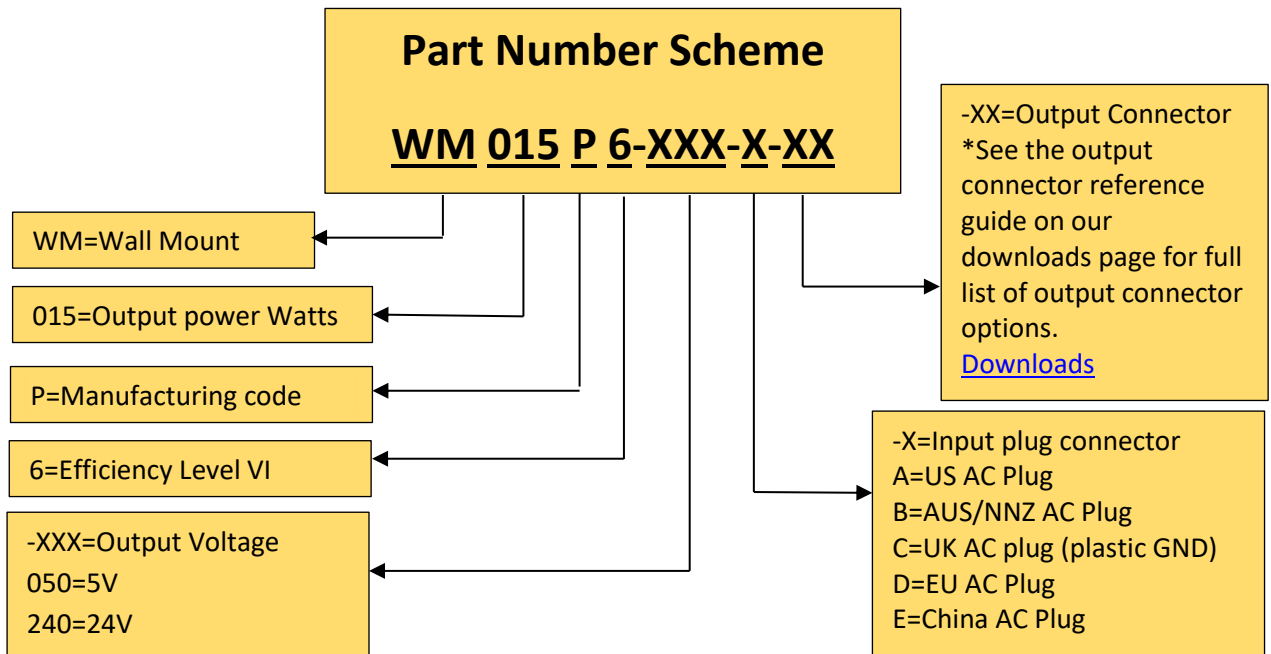 Part Number Scheme
WM 015 P 6-XXX-X-XX
WM=Wall Mount
015=Output power Watts
P=Manufacturing code
6=Efficiency Level VI
-XXX=Output Voltage
050=5V
240=24V
-XX=Output Connector
*See the output
connector reference
guide on our
downloads page for full
list of output connector
options.
Downloads
-X=Input plug connector
A=US AC Plug
B=AUS/NNZ AC Plug
C=UK AC plug (plastic GND)
D=EU AC Plug
E=China AC Plug